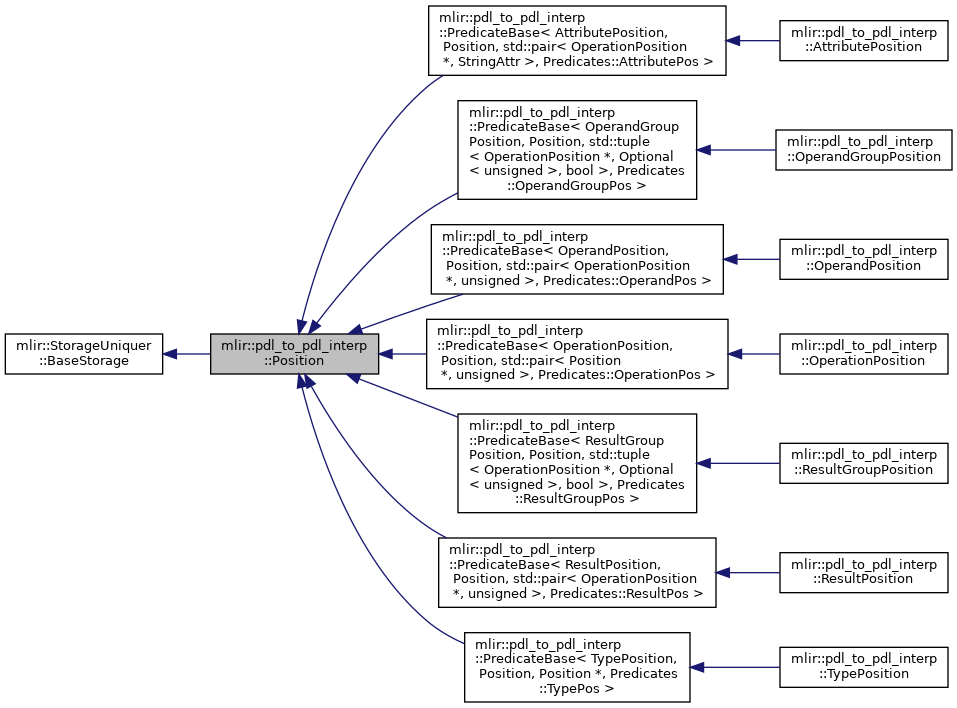 mlir::pdl_to_pdl_interp
::PredicateBase< AttributePosition,
Position, std::pair< OperationPosition
*, StringAttr >, Predicates::AttributePos >
mlir::pdl_to_pdl_interp
::AttributePosition
mlir::pdl_to_pdl_interp
::PredicateBase< OperandGroup
Position, Position, std::tuple
< OperationPosition *, Optional
< unsigned >, bool >, Predicates
::OperandGroupPos >
mlir::pdl_to_pdl_interp
::OperandGroupPosition
mlir::pdl_to_pdl_interp
::PredicateBase< OperandPosition,
Position, std::pair< OperationPosition
*, unsigned >, Predicates::OperandPos >
mlir::pdl_to_pdl_interp
::OperandPosition
mlir::StorageUniquer
::BaseStorage
mlir::pdl_to_pdl_interp
::Position
mlir::pdl_to_pdl_interp
::PredicateBase< OperationPosition,
Position, std::pair< Position
*, unsigned >, Predicates::OperationPos >
mlir::pdl_to_pdl_interp
::OperationPosition
mlir::pdl_to_pdl_interp
::PredicateBase< ResultGroup
Position, Position, std::tuple
< OperationPosition *, Optional
< unsigned >, bool >, Predicates
::ResultGroupPos >
mlir::pdl_to_pdl_interp
::ResultGroupPosition
mlir::pdl_to_pdl_interp
::PredicateBase< ResultPosition,
Position, std::pair< OperationPosition
*, unsigned >, Predicates::ResultPos >
mlir::pdl_to_pdl_interp
::ResultPosition
mlir::pdl_to_pdl_interp
::PredicateBase< TypePosition,
Position, Position *, Predicates
::TypePos >
mlir::pdl_to_pdl_interp
::TypePosition